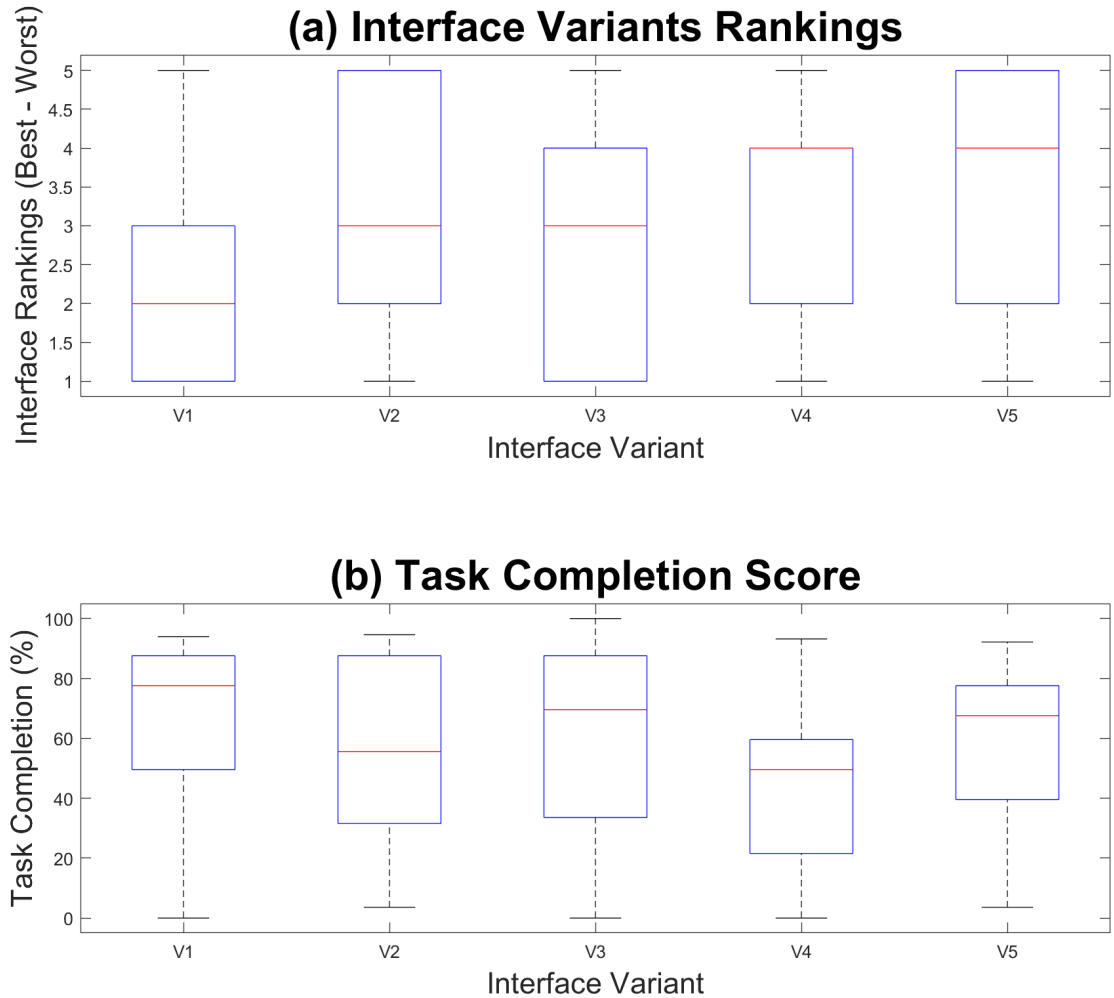 (a) Interface Variants Rankings
Interface Rankings (Best - Worst)
5
4.5
4
3.5
3
2.5
2
1.5
1
V1 V2 V3 V4 V5
Interface Variant
(b) Task Completion Score
Task Completion (%)
100
80
60
40
20
0
V1 V2 V3 V4 V5
Interface Variant